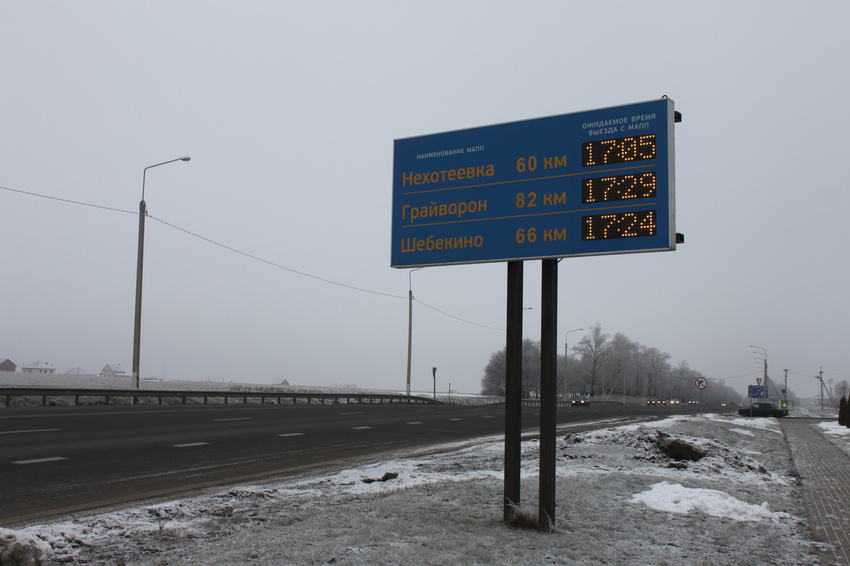 НАИМЕНОВАНИЕ МАПП
ОЖИДАЕМОЕ ВРЕМЯ
ВЫЕЗДА С МАПП
Нехотеевка 60 км 17:05
Грайворон 82 км 17:29
Шебекино 66 км 17:24